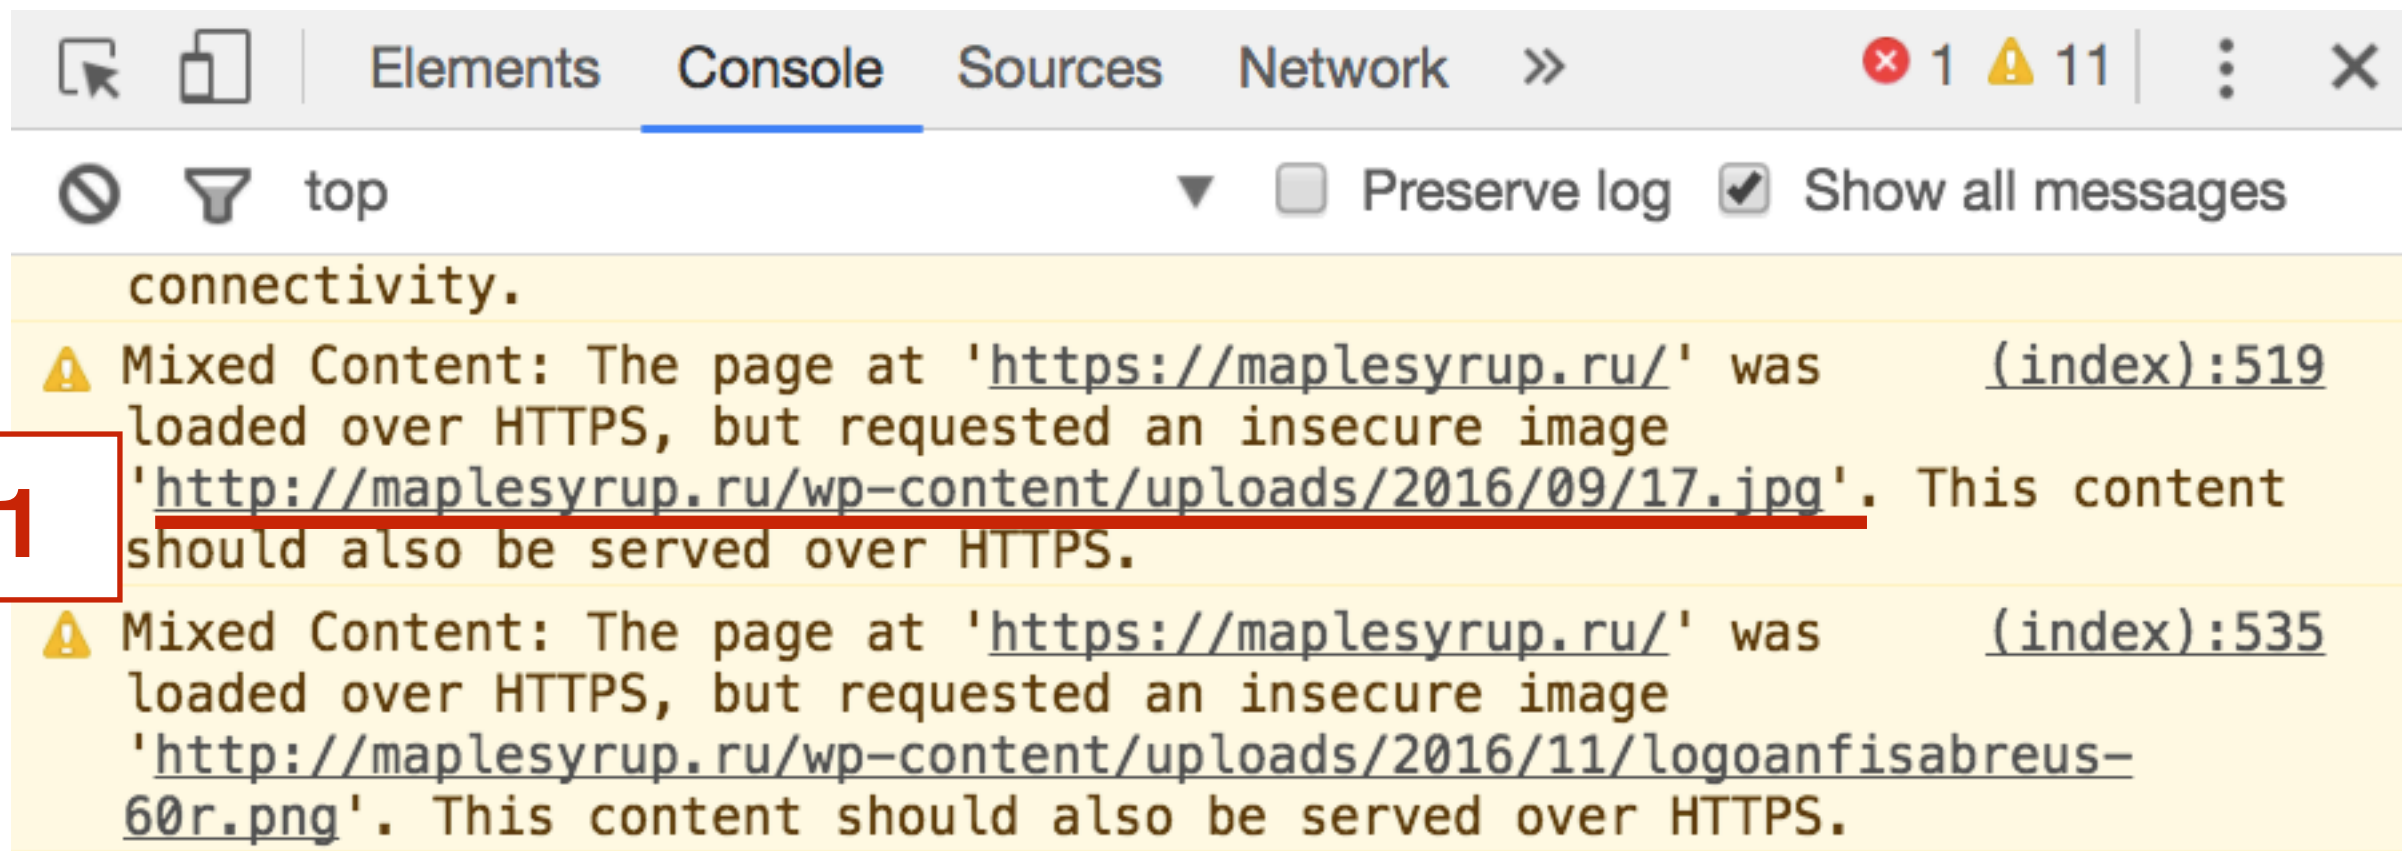 Elements Console Sources Network » 1 11
top Preserve log Show all messages
connectivity.
Mixed Content: The page at 'https://maplesyrup.ru/' was (index):519
loaded over HTTPS, but requested an insecure image
'http://maplesyrup.ru/wp-content/uploads/2016/09/17.jpg'. This content
should also be served over HTTPS.
1
Mixed Content: The page at 'https://maplesyrup.ru/' was (index):535
loaded over HTTPS, but requested an insecure image
'http://maplesyrup.ru/wp-content/uploads/2016/11/logoanfisabreus-
60r.png'. This content should also be served over HTTPS.